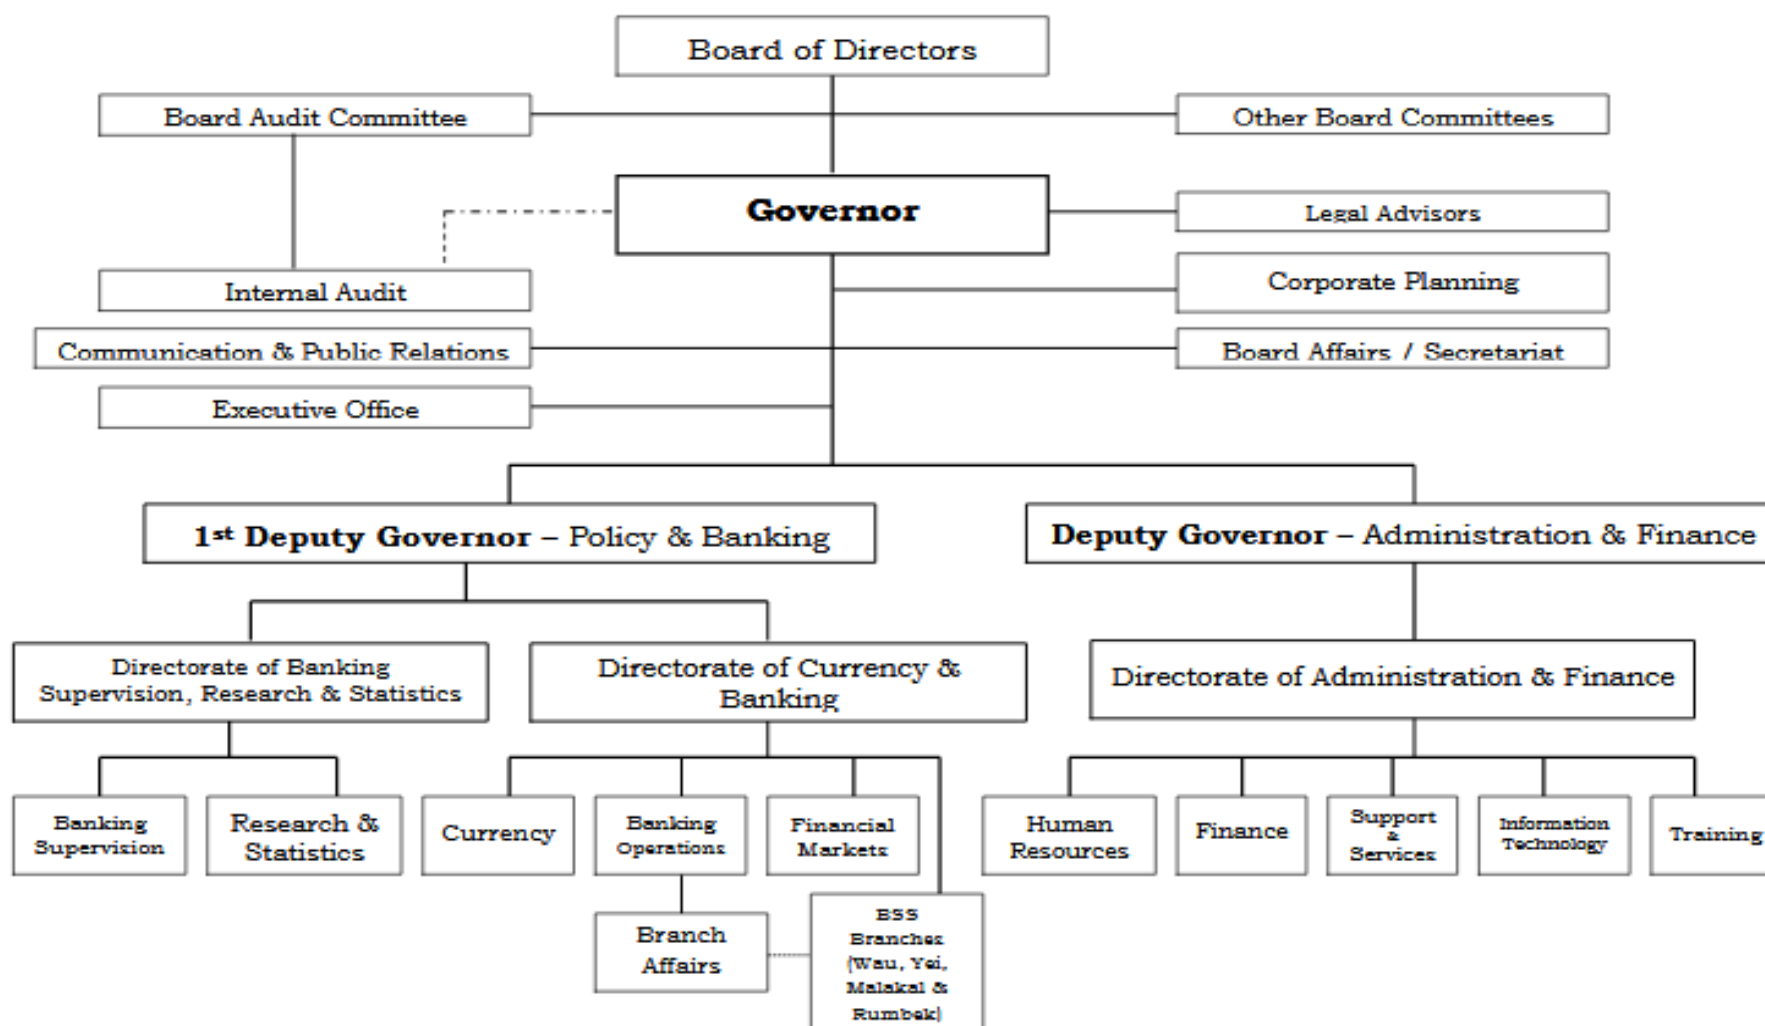 Board of Directors
Board Audit Committee
Other Board Committees
Governor
Legal Advisors
Internal Audit
Corporate Planning
Communication & Public Relations
Board Affairs / Secretariat
Executive Office
1st Deputy Governor – Policy & Banking
Deputy Governor – Administration & Finance
Directorate of Banking
Supervision, Research & Statistics
Directorate of Currency &
Banking
Directorate of Administration & Finance
Banking
Supervision
Research &
Statistics
Currency
Banking
Operations
Financial
Markets
Human
Resources
Finance
Support
&
Services
Information
Technology
Training
Branch
Affairs
BSS
Branches
(Wau, Yei,
Malakal &
Rumbek)